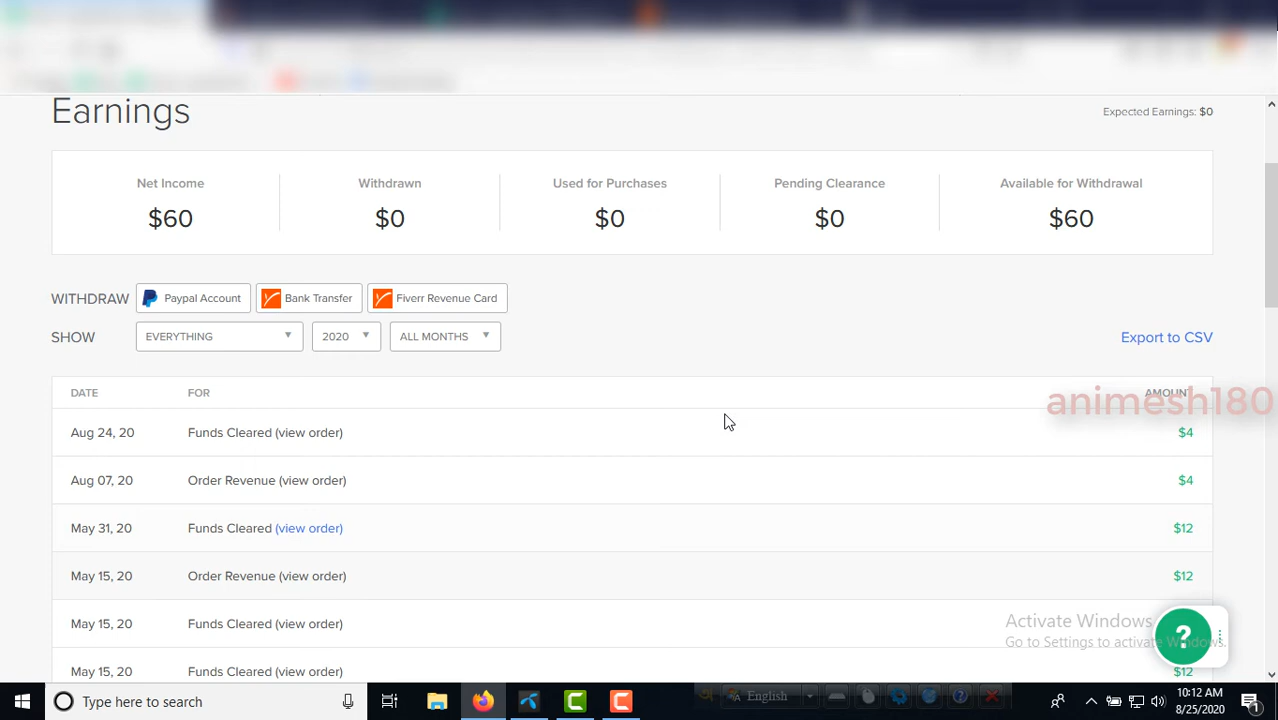 Earnings
Expected Earnings: $0
Net Income
Withdrawn
Used for Purchases
Pending Clearance
Available for Withdrawal
$60
$0
$0
$0
$60
WITHDRAW
Paypal Account
Bank Transfer
Fiverr Revenue Card
SHOW
EVERYTHING
2020
ALL MONTHS
Export to CSV
DATE FOR AMOUNT
animesh180
Aug 24, 20 Funds Cleared (view order) $4
Aug 07, 20 Order Revenue (view order) $4
May 31, 20 Funds Cleared (view order) $12
May 15, 20 Order Revenue (view order) $12
May 15, 20 Funds Cleared (view order)
Activate Windows
Go to Settings to activate Windows.
?
May 15, 20 Funds Cleared (view order) $12
Type here to search
English
10:12 AM
8/25/2020
1